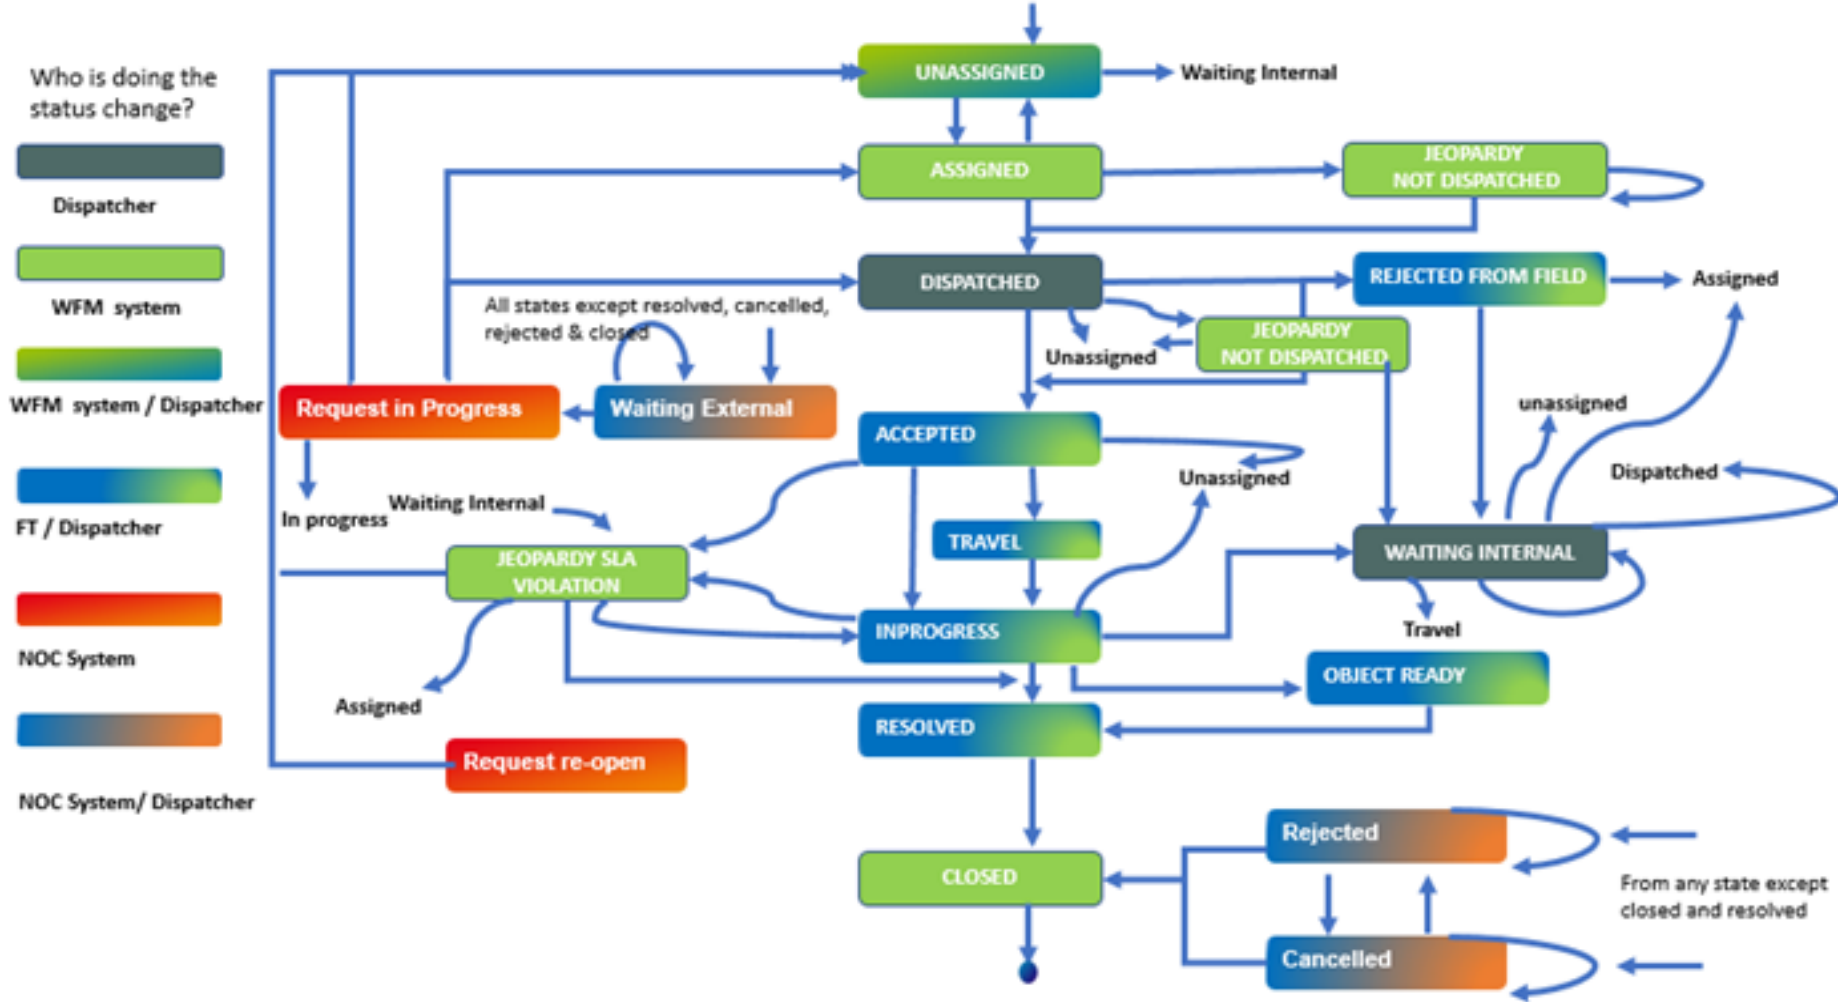 Who is doing the
status change?
Dispatcher
WFM system
WFM system / Dispatcher
FT / Dispatcher
NOC System
NOC System/ Dispatcher
UNASSIGNED
Waiting Internal
ASSIGNED
JEOPARDY
NOT DISPATCHED
DISPATCHED
REJECTED FROM FIELD
Assigned
All states except resolved, cancelled,
rejected & closed
JEOPARDY
NOT DISPATCHED
Unassigned
Request in Progress
Waiting External
ACCEPTED
unassigned
Unassigned
Dispatched
In progress
Waiting Internal
TRAVEL
JEOPARDY SLA
VIOLATION
WAITING INTERNAL
INPROGRESS
Travel
OBJECT READY
Assigned
RESOLVED
Request re-open
Rejected
CLOSED
From any state except
closed and resolved
Cancelled